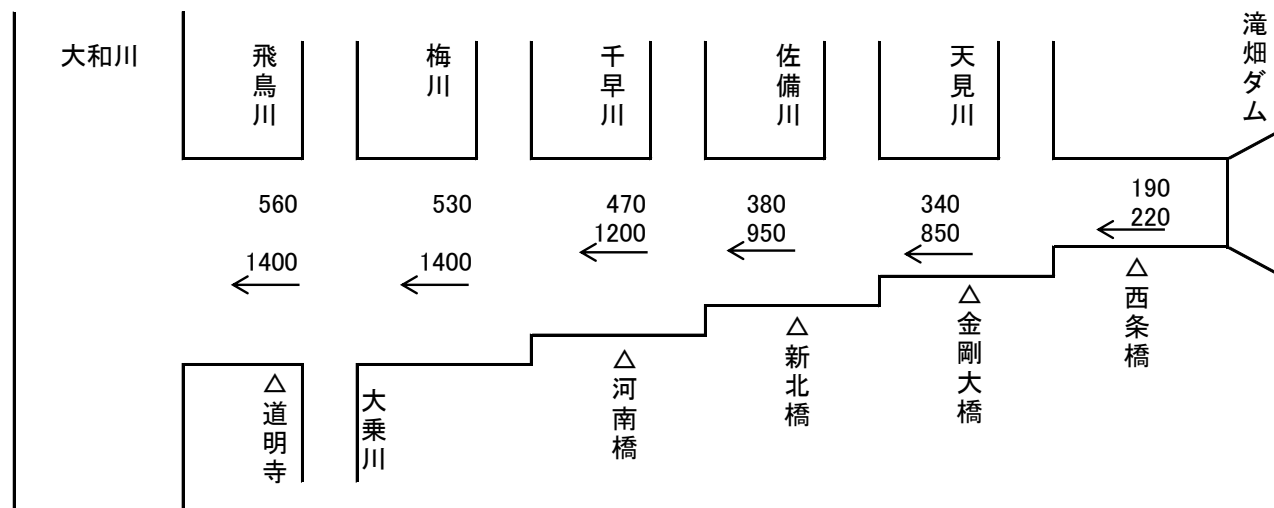 大和川
飛鳥川
梅川
千早川
佐備川
天見川
滝畑ダム
560
530
470
380
340
190
1400
1400
1200
950
850
220
△道明寺
大乗川
△河南橋
△新北橋
△金剛大橋
△西条橋